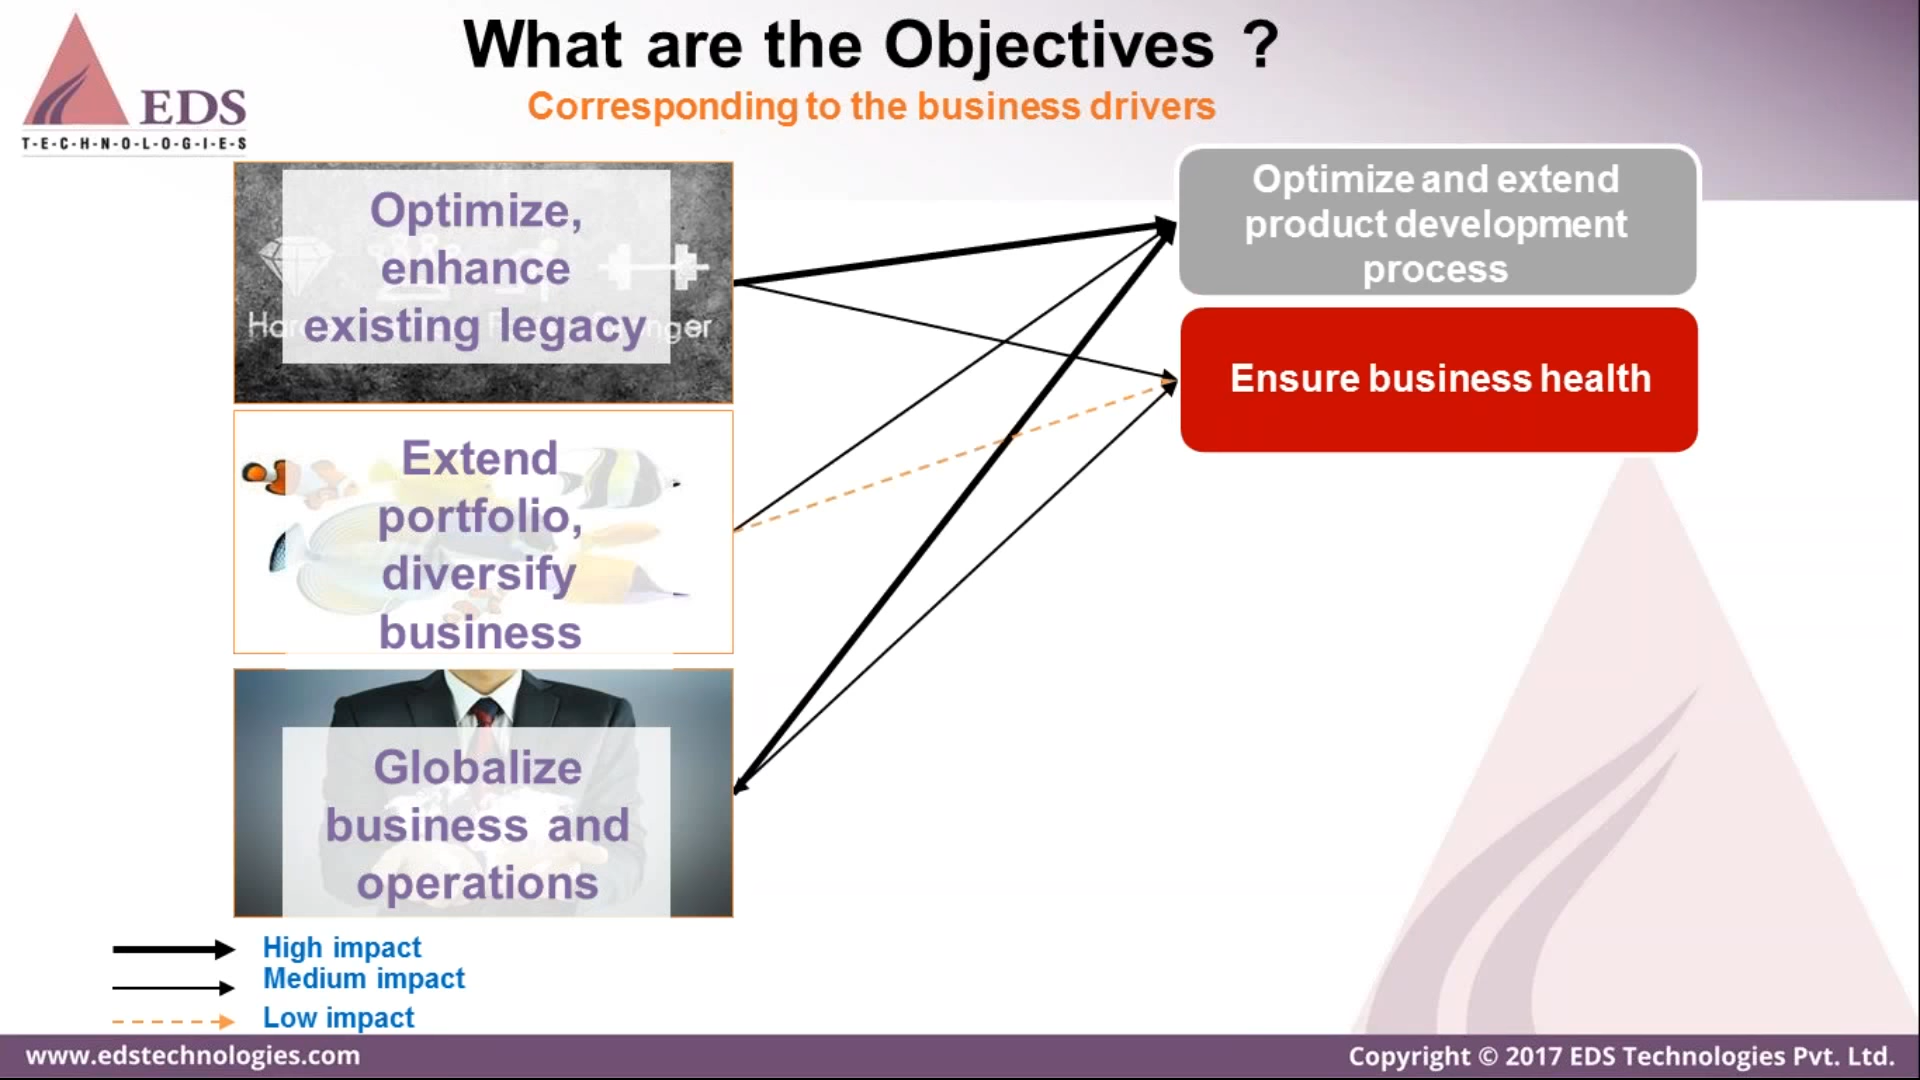 What are the Objectives ?
Corresponding to the business drivers
EDS
T-E-C-H-N-O-L-O-G-I-E-S
Optimize,
enhance
existing legacy
Extend
portfolio,
diversify
business
Globalize
business and
operations
Optimize and extend
product development
process
Ensure business health
High impact
Medium impact
Low impact
www.edstechnologies.com
Copyright © 2017 EDS Technologies Pvt. Ltd.